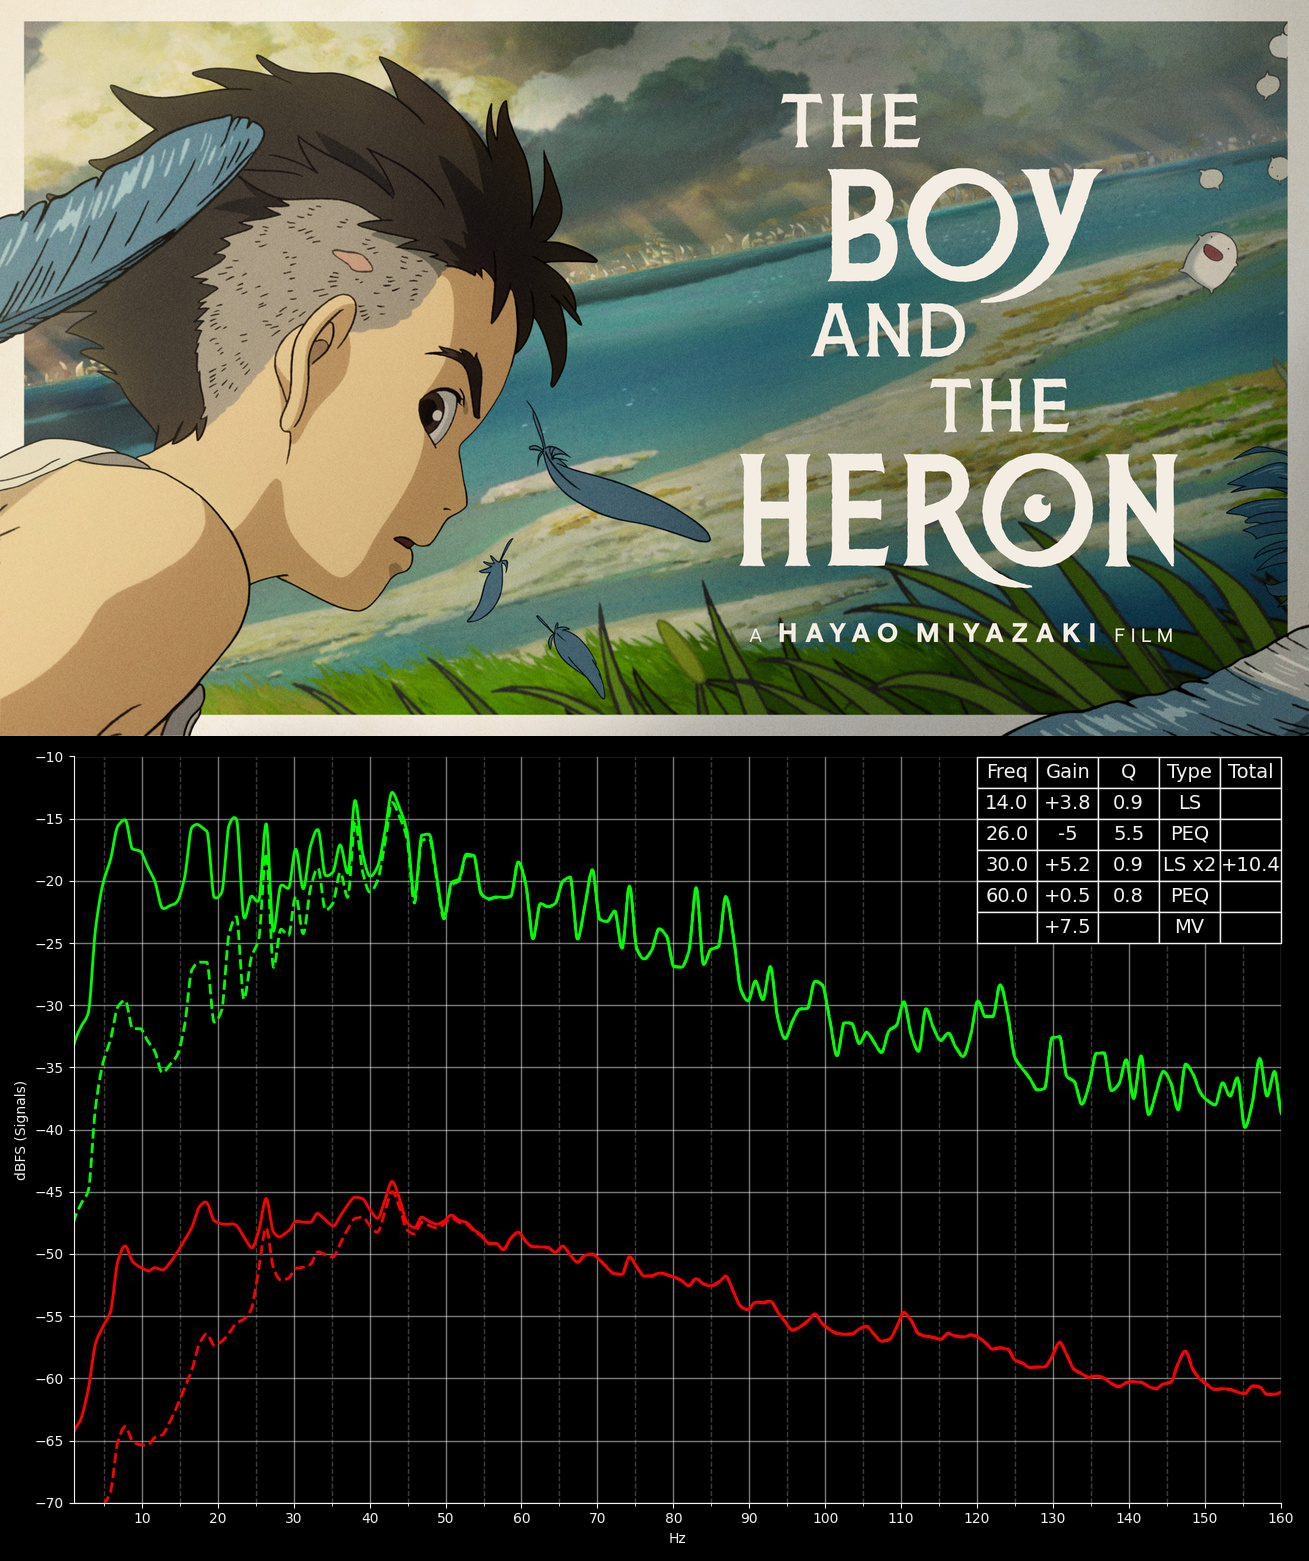 THE
BOY
AND
THE
HERON
A HAYAO MIYAZAKI FILM
Freq Gain Q Type Total
14.0 +3.8 0.9 LS
26.0 -5 5.5 PEQ
30.0 +5.2 0.9 LS x2 +10.4
60.0 +0.5 0.8 PEQ
+7.5 MV
−10
−15
−20
−25
−30
−35
−40
−45
−50
−55
−60
−65
−70
dBFS (Signals)
10 20 30 40 50 60 70 80 90 100 110 120 130 140 150 160
Hz